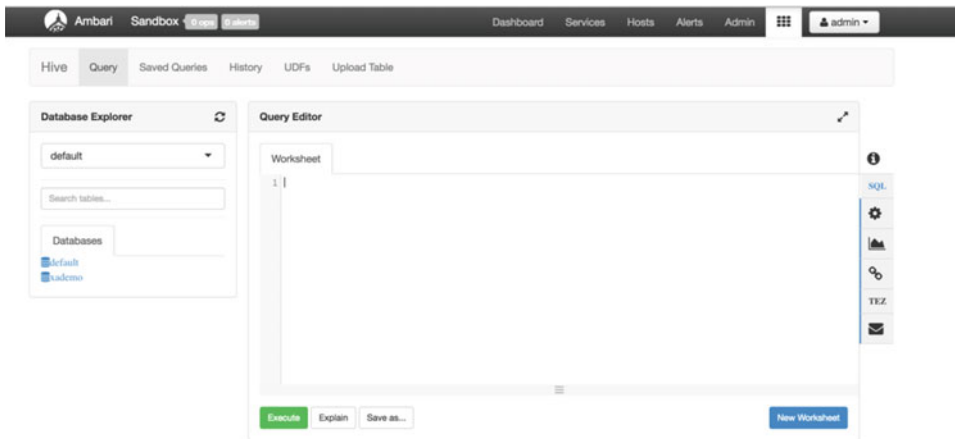 Ambari Sandbox 0 ops 0 alerts Dashboard Services Hosts Alerts Admin admin
Hive Query Saved Queries History UDFs Upload Table
Database Explorer
default
Search tables...
Databases
default
xademo
Query Editor
Worksheet
1
SQL
TEZ
Execute Explain Save as... New Worksheet